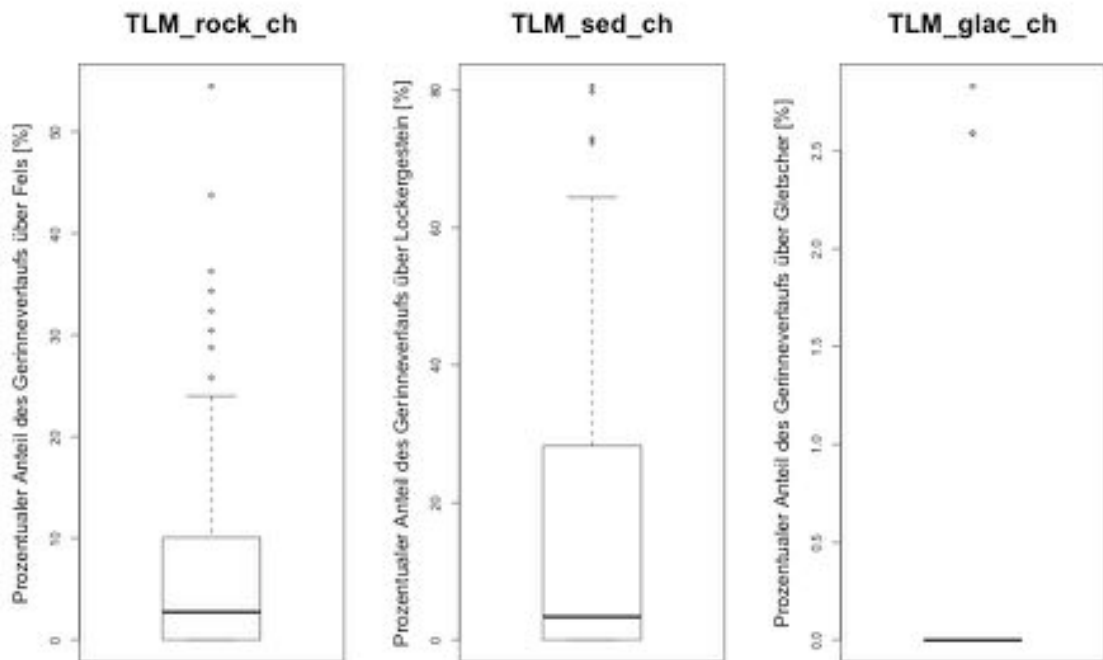 TLM_rock_ch
Prozentualer Anteil des Gerinneverlaufs über Fels [%]
50
40
30
20
10
0
TLM_sed_ch
Prozentualer Anteil des Gerinneverlaufs über Lockergestein [%]
80
60
40
20
0
TLM_glac_ch
Prozentualer Anteil des Gerinneverlaufs über Gletscher [%]
2.5
2.0
1.5
1.0
0.5
0.0